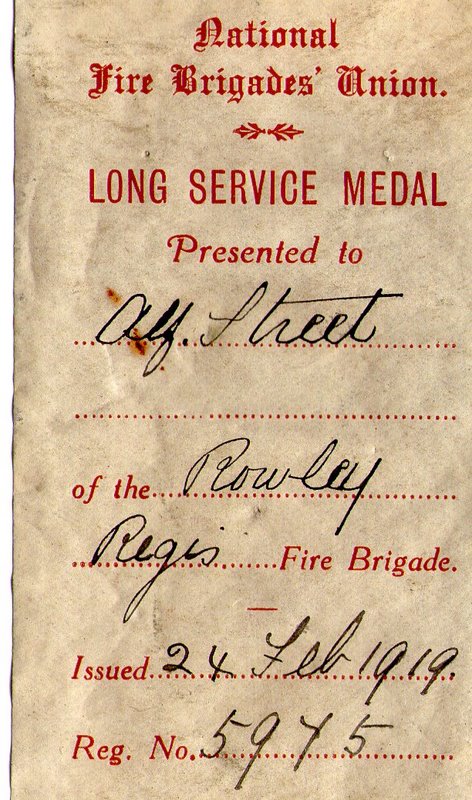 National
Fire Brigades' Union.
LONG SERVICE MEDAL
Presented to
Alf. Street
of the Rowley
Regis Fire Brigade.
Issued 24 Feb 1919.
Reg. No. 5945